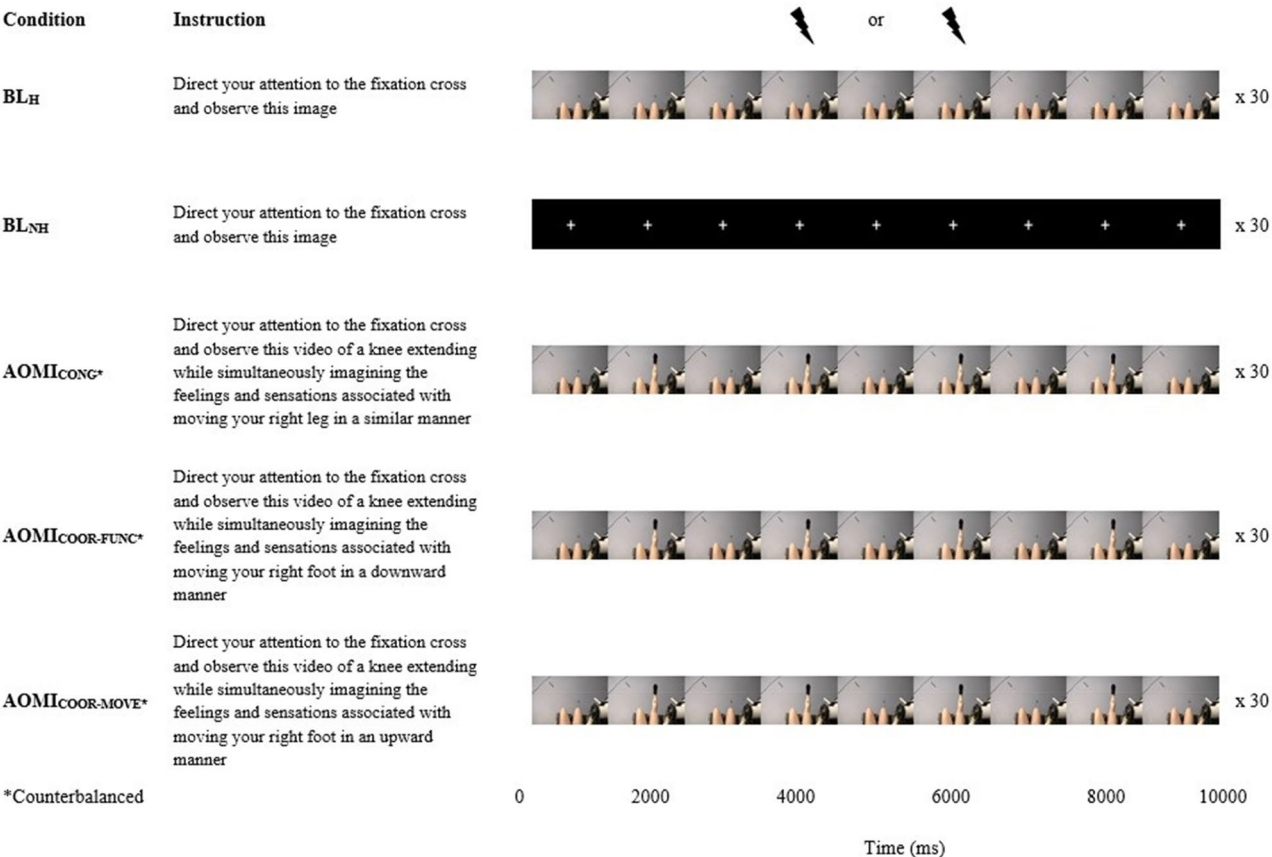 Condition Instruction or
BLH Direct your attention to the fixation cross
and observe this image x 30
BLNH Direct your attention to the fixation cross
and observe this image x 30
AOMICONG* Direct your attention to the fixation cross
and observe this video of a knee extending
while simultaneously imagining the
feelings and sensations associated with
moving your right leg in a similar manner x 30
AOMICOOR-FUNC* Direct your attention to the fixation cross
and observe this video of a knee extending
while simultaneously imagining the
feelings and sensations associated with
moving your right foot in a downward
manner x 30
AOMICOOR-MOVE* Direct your attention to the fixation cross
and observe this video of a knee extending
while simultaneously imagining the
feelings and sensations associated with
moving your right foot in an upward
manner x 30
*Counterbalanced 0 2000 4000 6000 8000 10000
Time (ms)